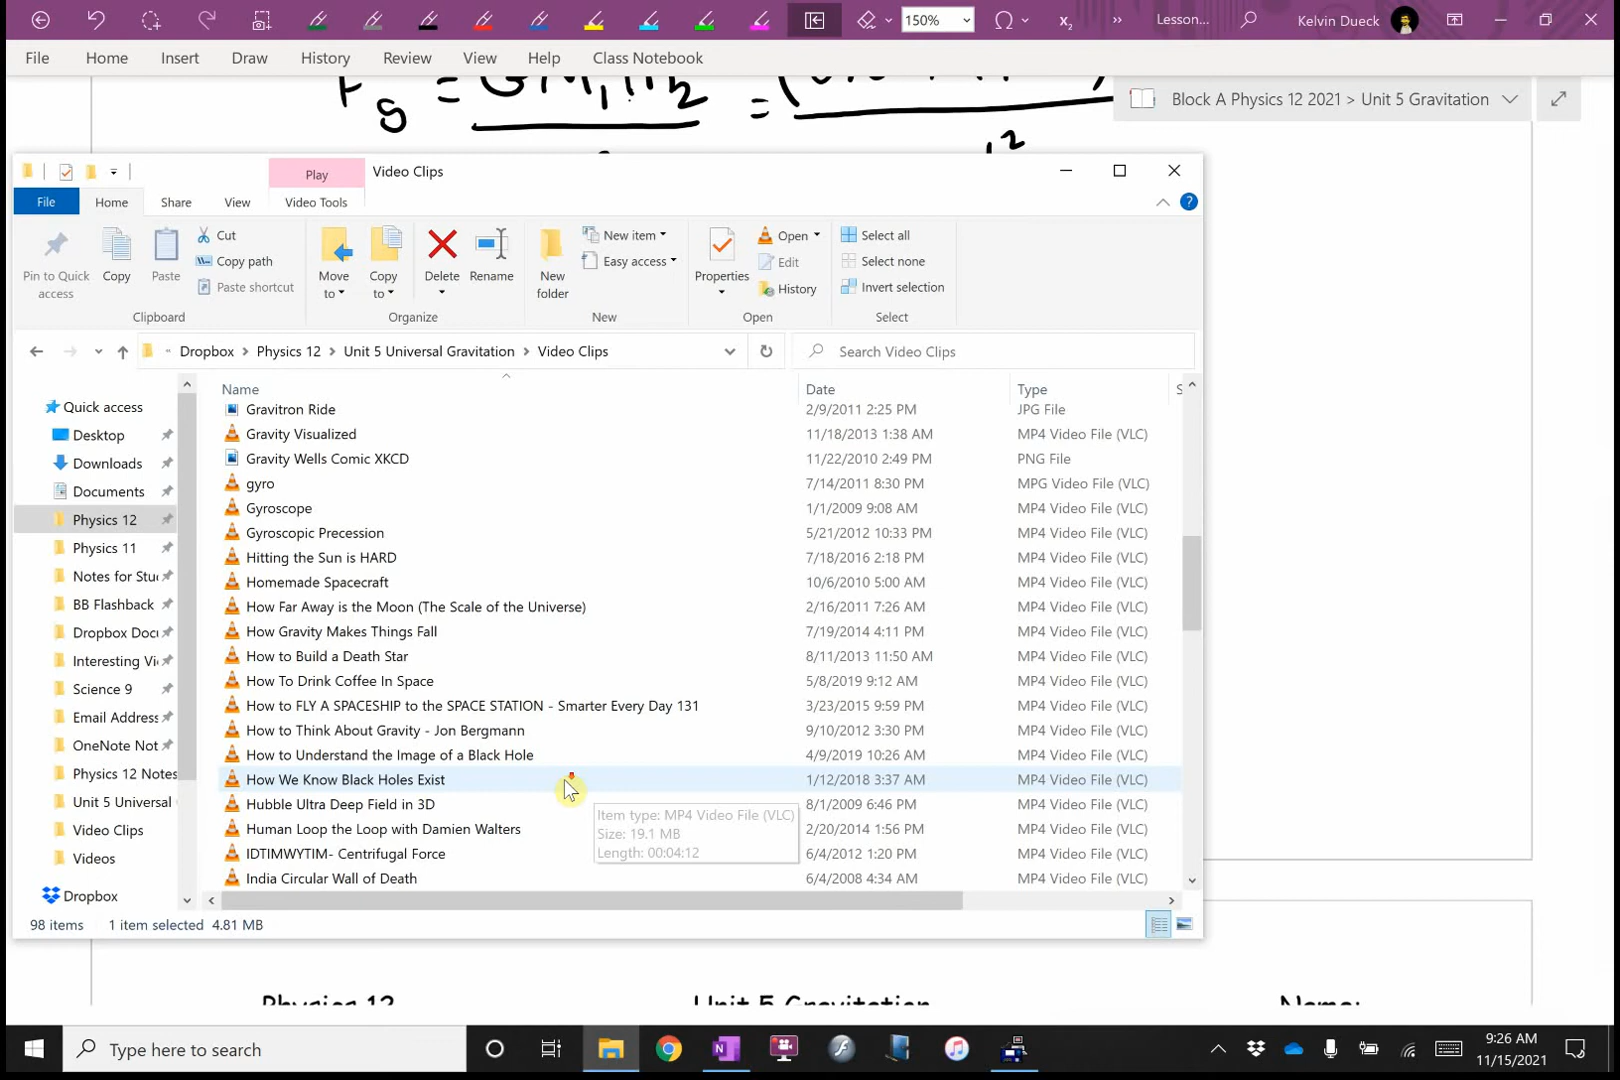 150%
Lesson...
Kelvin Dueck
File Home Insert Draw History Review View Help Class Notebook
Block A Physics 12 2021 > Unit 5 Gravitation
Play
Video Clips
File Home Share View Video Tools
Pin to Quick access
Copy
Paste
Cut
Copy path
Paste shortcut
Clipboard
Move to
Copy to
Delete
Rename
Organize
New folder
New item
Easy access
New
Properties
Open
Edit
History
Open
Select all
Select none
Invert selection
Select
Dropbox > Physics 12 > Unit 5 Universal Gravitation > Video Clips
Search Video Clips
Quick access
Desktop
Downloads
Documents
Physics 12
Physics 11
Notes for Stu
BB Flashback
Dropbox Docu
Interesting Vi
Science 9
Email Address
OneNote Not
Physics 12 Notes
Unit 5 Universal
Video Clips
Videos
Dropbox
Name Date Type S
Gravitron Ride 2/9/2011 2:25 PM JPG File
Gravity Visualized 11/18/2013 1:38 AM MP4 Video File (VLC)
Gravity Wells Comic XKCD 11/22/2010 2:49 PM PNG File
gyro 7/14/2011 8:30 PM MPG Video File (VLC)
Gyroscope 1/1/2009 9:08 AM MP4 Video File (VLC)
Gyroscopic Precession 5/21/2012 10:33 PM MP4 Video File (VLC)
Hitting the Sun is HARD 7/18/2016 2:18 PM MP4 Video File (VLC)
Homemade Spacecraft 10/6/2010 5:00 AM MP4 Video File (VLC)
How Far Away is the Moon (The Scale of the Universe) 2/16/2011 7:26 AM MP4 Video File (VLC)
How Gravity Makes Things Fall 7/19/2014 4:11 PM MP4 Video File (VLC)
How to Build a Death Star 8/11/2013 11:50 AM MP4 Video File (VLC)
How To Drink Coffee In Space 5/8/2019 9:12 AM MP4 Video File (VLC)
How to FLY A SPACESHIP to the SPACE STATION - Smarter Every Day 131 3/23/2015 9:59 PM MP4 Video File (VLC)
How to Think About Gravity - Jon Bergmann 9/10/2012 3:30 PM MP4 Video File (VLC)
How to Understand the Image of a Black Hole 4/9/2019 10:26 AM MP4 Video File (VLC)
How We Know Black Holes Exist 1/12/2018 3:37 AM MP4 Video File (VLC)
Hubble Ultra Deep Field in 3D 8/1/2009 6:46 PM MP4 Video File (VLC)
Human Loop the Loop with Damien Walters 2/20/2014 1:56 PM MP4 Video File (VLC)
IDTIMWYTIM- Centrifugal Force 6/4/2012 1:20 PM MP4 Video File (VLC)
India Circular Wall of Death 6/4/2008 4:34 AM MP4 Video File (VLC)
Item type: MP4 Video File (VLC)
Size: 19.1 MB
Length: 00:04:12
98 items 1 item selected 4.81 MB
Physics 12 Unit 5 Gravitation Name:
Type here to search
9:26 AM
11/15/2021